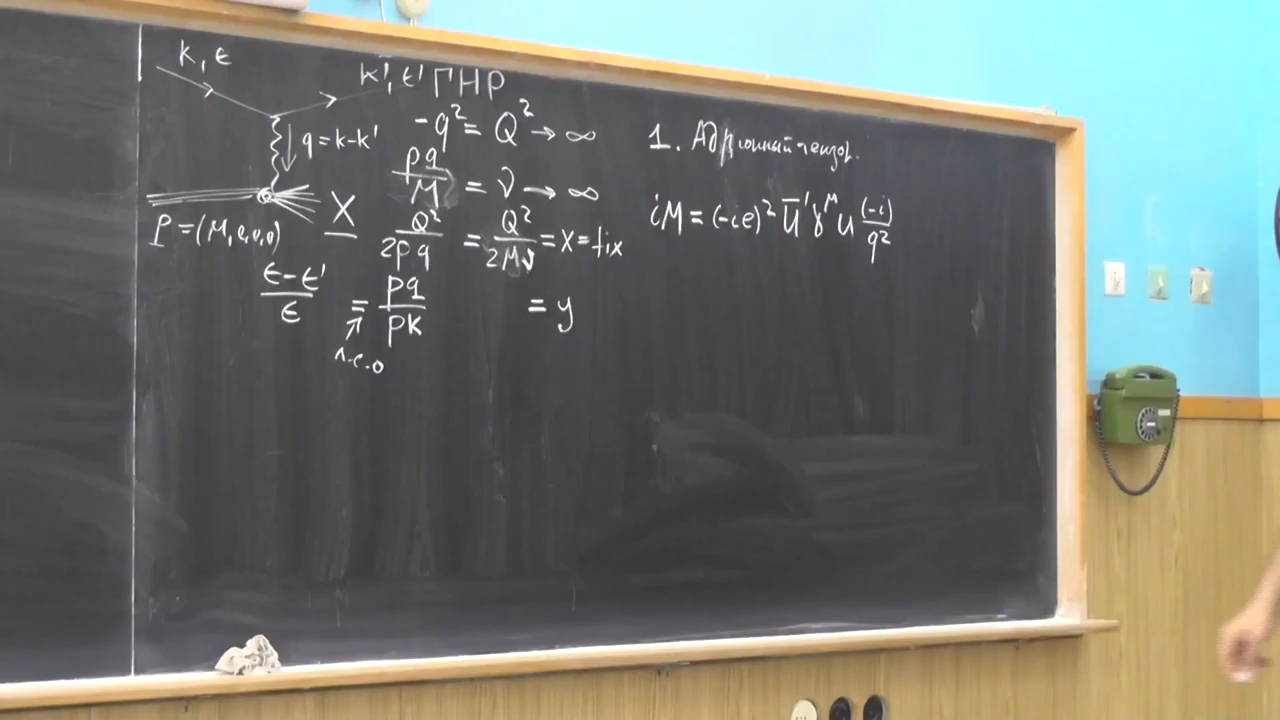 k, ϵ
k', ϵ' ГНР
-q² = Q² → ∞
q = k-k'
pq/M = ν → ∞
X
P = (M, 0, 0, 0)
Q²/2pq = Q²/2Mν = x = fix
(ϵ-ϵ')/ϵ = pq/pk = y
л.с.о
1. Адронный тензор.
iM = (-ie)² ū' γ^μ u (-i)/q²